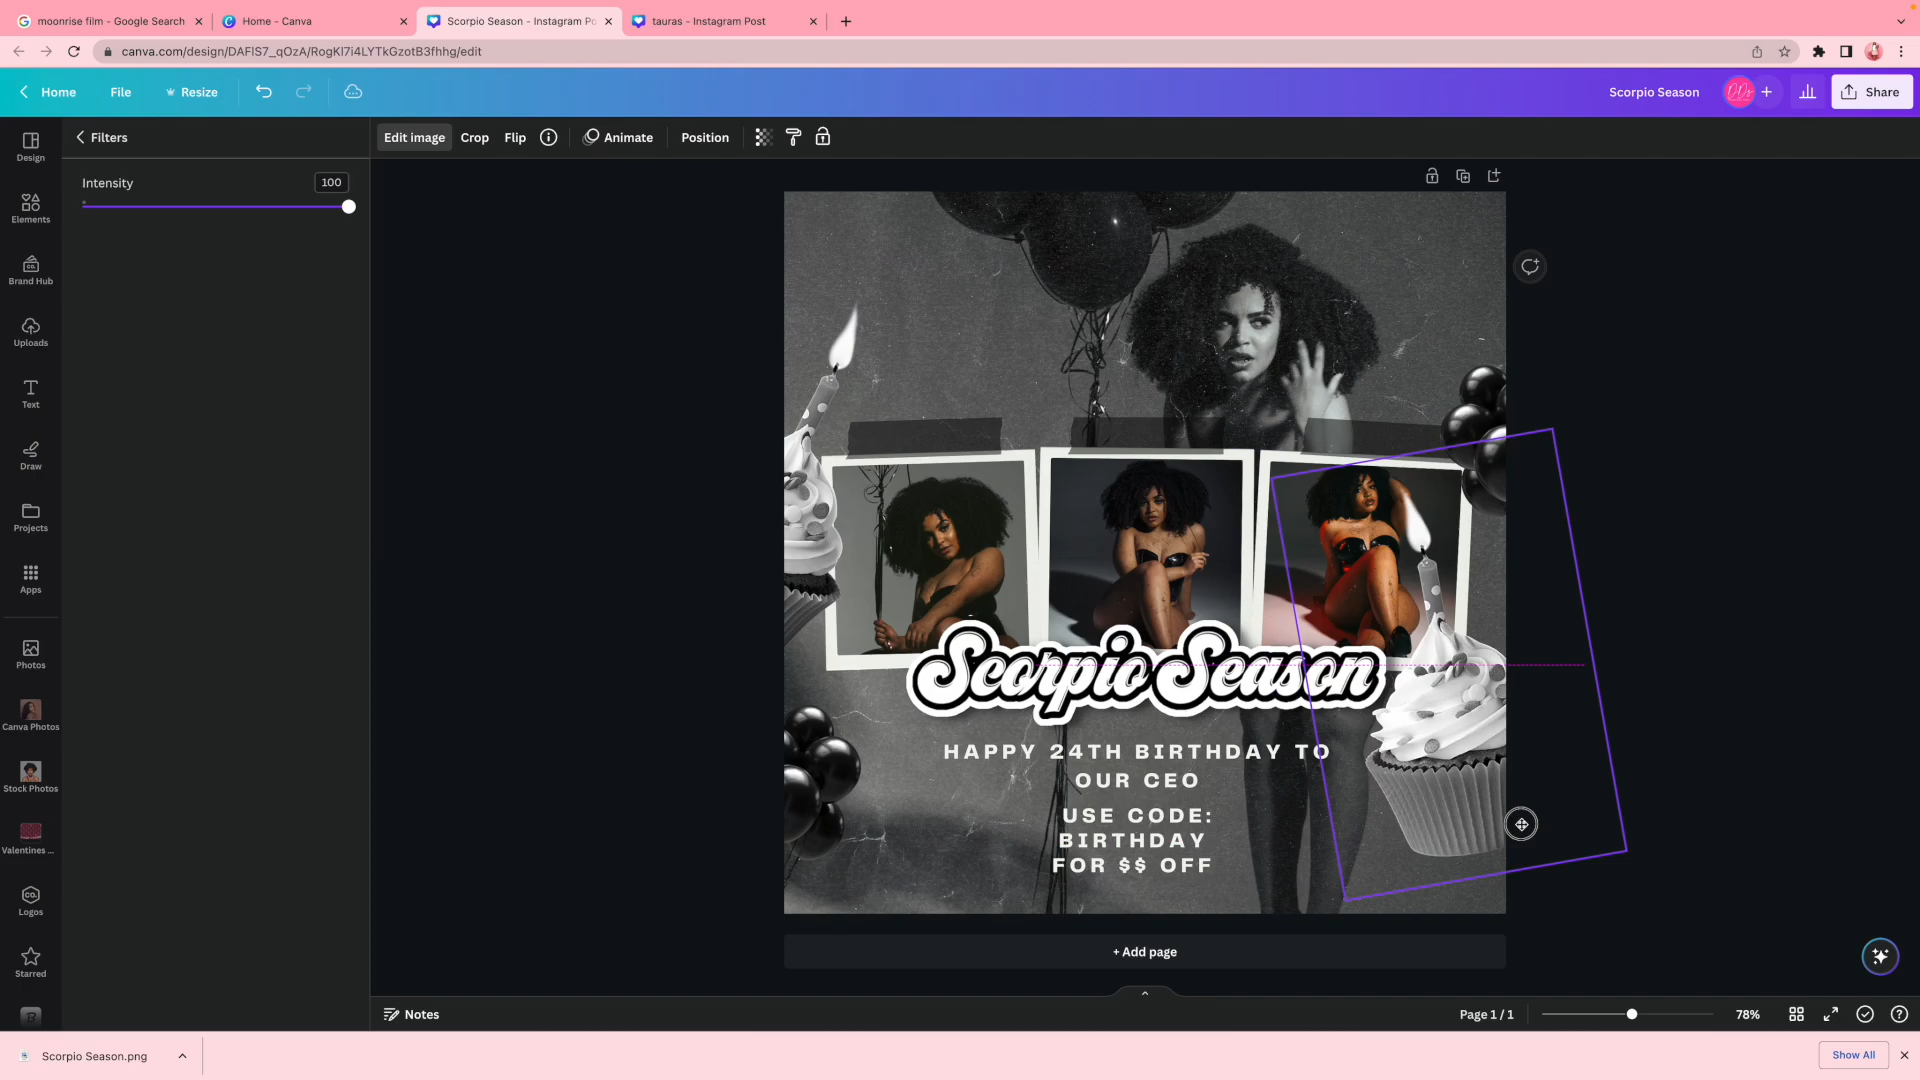 moonrise film - Google Search
Home - Canva
Scorpio Season - Instagram Po
tauras - Instagram Post
canva.com/design/DAFlS7_qOzA/RogKl7i4LYTkGzotB3fhhg/edit
Home
File
Resize
Scorpio Season
Share
Filters
Edit image
Crop
Flip
Animate
Position
Intensity
100
Design
Elements
Brand Hub
Uploads
Text
Draw
Projects
Apps
Photos
Canva Photos
Stock Photos
Valentines ...
Logos
Starred
Scorpio Season
HAPPY 24TH BIRTHDAY TO
OUR CEO
USE CODE:
BIRTHDAY
FOR $$ OFF
+ Add page
Notes
Page 1 / 1
78%
Scorpio Season.png
Show All